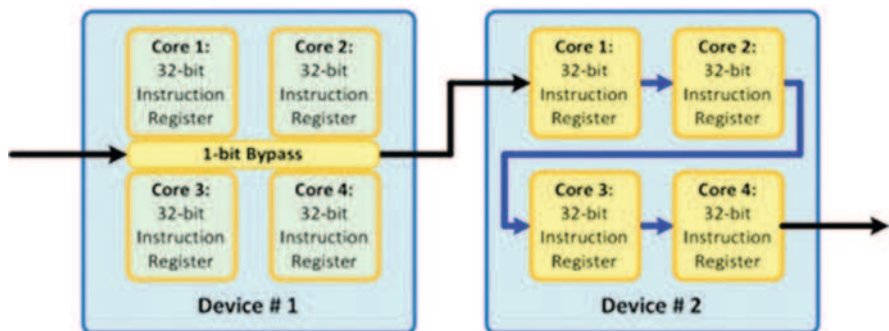 Core 1:
32-bit
Instruction
Register
Core 2:
32-bit
Instruction
Register
1-bit Bypass
Core 3:
32-bit
Instruction
Register
Core 4:
32-bit
Instruction
Register
Device # 1
Core 1:
32-bit
Instruction
Register
Core 2:
32-bit
Instruction
Register
Core 3:
32-bit
Instruction
Register
Core 4:
32-bit
Instruction
Register
Device # 2